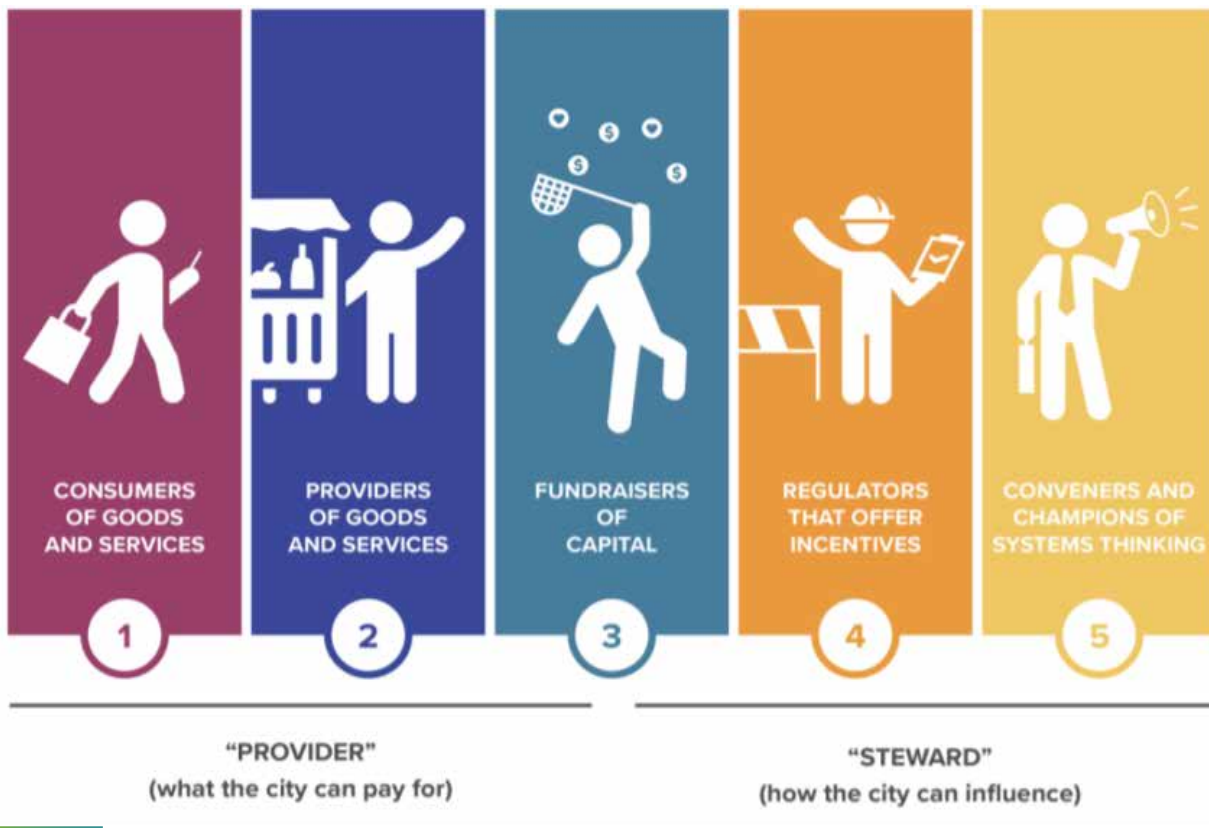 CONSUMERS
OF GOODS
AND SERVICES
1
PROVIDERS
OF GOODS
AND SERVICES
2
$
$
$
FUNDRAISERS
OF
CAPITAL
3
REGULATORS
THAT OFFER
INCENTIVES
4
CONVENERS AND
CHAMPIONS OF
SYSTEMS THINKING
5
“PROVIDER”
(what the city can pay for)
“STEWARD”
(how the city can influence)